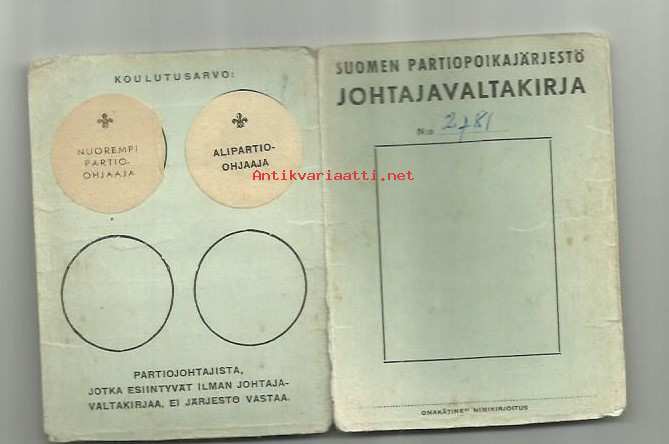 KOULUTUSARVO:
NUOREMPI
PARTIO-
OHJAAJA
ALIPARTIO-
OHJAAJA
PARTIOJOHTAJISTA,
JOTKA ESIINTYVÄT ILMAN JOHTAJA-
VALTAKIRJAA, EI JÄRJESTÖ VASTAA.
SUOMEN PARTIOPOIKAJÄRJESTÖ
JOHTAJAVALTAKIRJA
N:o 2781
OMAKÄTINEN NIMIKIRJOITUS
Antikvariaatti.net